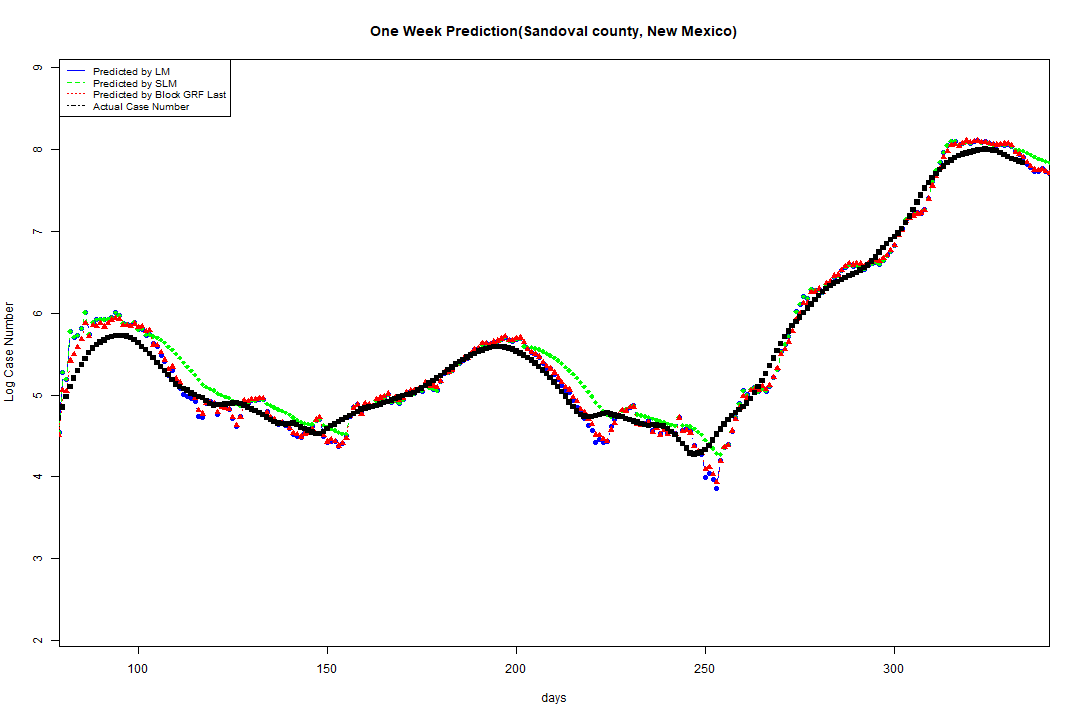 One Week Prediction(Sandoval county, New Mexico)
Predicted by LM
Predicted by SLM
Predicted by Block GRF Last
Actual Case Number
Log Case Number
9
8
7
6
5
4
3
2
100 150 200 250 300
days